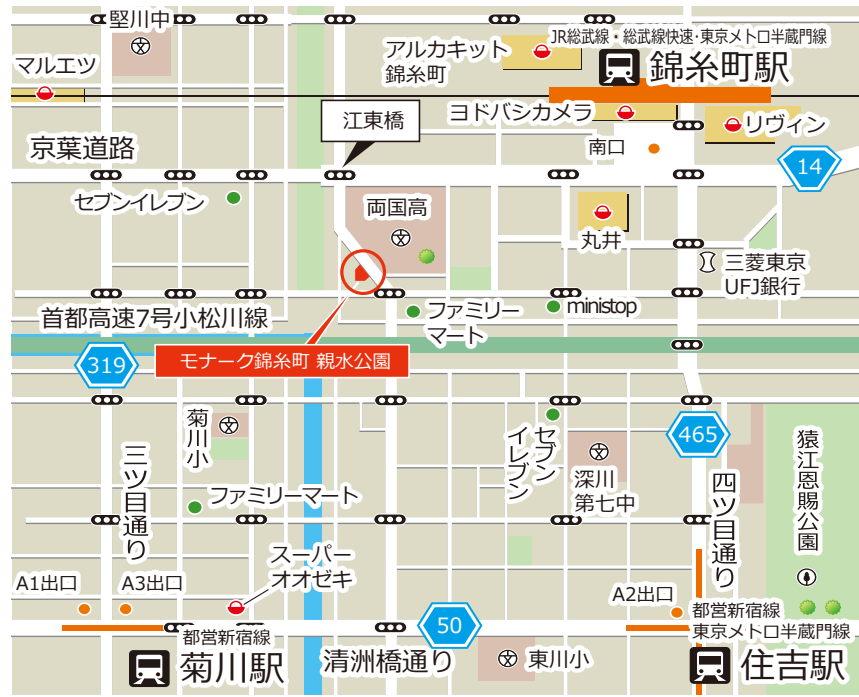 堅川中
マルエツ
アルカキット
錦糸町
JR総武線・総武線快速・東京メトロ半蔵門線
錦糸町駅
江東橋
ヨドバシカメラ
リヴィン
南口
京葉道路
14
セブンイレブン
両国高
丸井
三菱東京
UFJ銀行
首都高速7号小松川線
ファミリー
マート
ministop
319
モナーク錦糸町 親水公園
菊川小
セブン
イレブン
465
深川
第七中
猿江恩賜公園
三ツ目通り
四ツ目通り
ファミリーマート
スーパー
オオゼキ
A1出口
A3出口
A2出口
都営新宿線
菊川駅
清洲橋通り
50
東川小
都営新宿線
東京メトロ半蔵門線
住吉駅